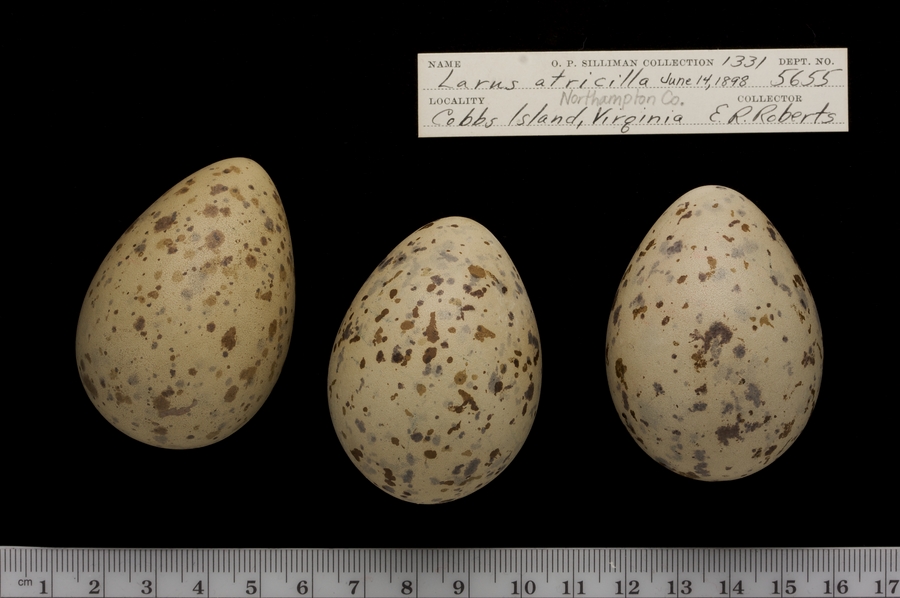 NAME O. P. SILLIMAN COLLECTION 1331 DEPT. NO.
Larus atricilla June 14, 1898 5655
LOCALITY Northampton Co. COLLECTOR
Cobbs Island, Virginia E. R. Roberts
cm 1 2 3 4 5 6 7 8 9 10 11 12 13 14 15 16 17